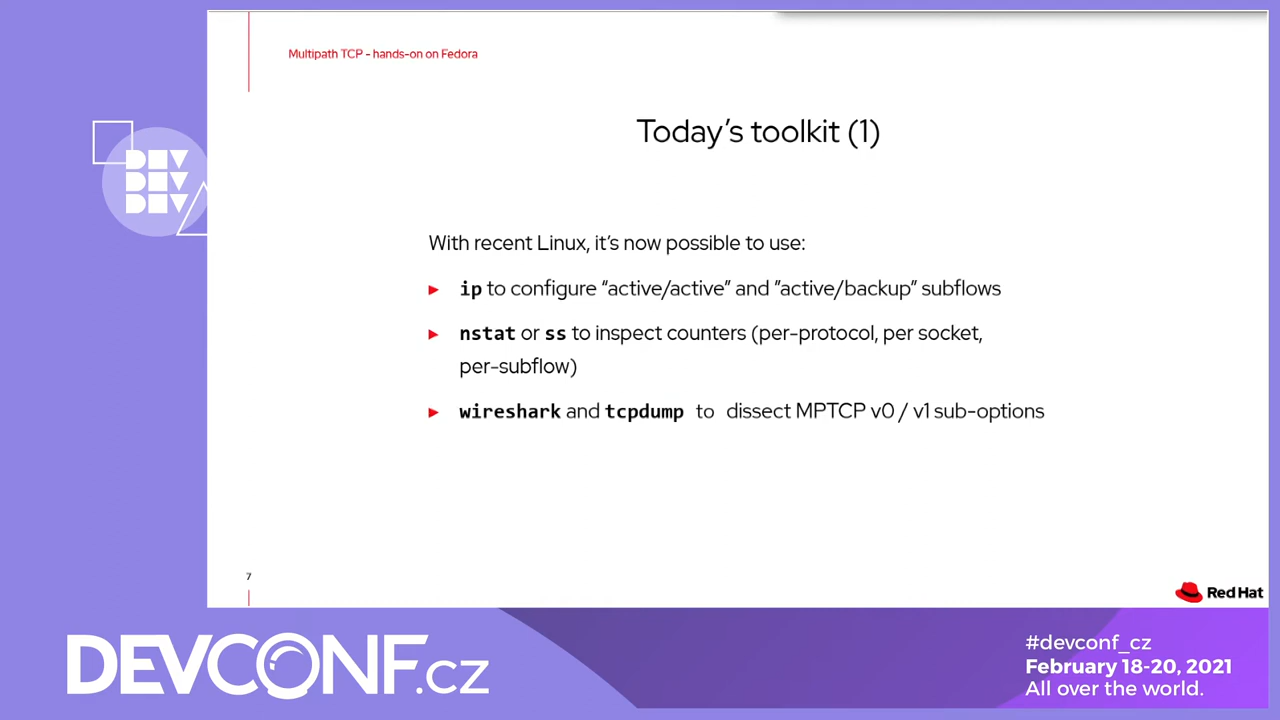 Multipath TCP - hands-on on Fedora
Today's toolkit (1)
DEV
DEV
DEV
With recent Linux, it's now possible to use:
► ip to configure “active/active” and “active/backup” subflows
► nstat or ss to inspect counters (per-protocol, per socket,
per-subflow)
► wireshark and tcpdump to dissect MPTCP v0 / v1 sub-options
7
Red Hat
DEVCONF.cz
#devconf_cz
February 18-20, 2021
All over the world.